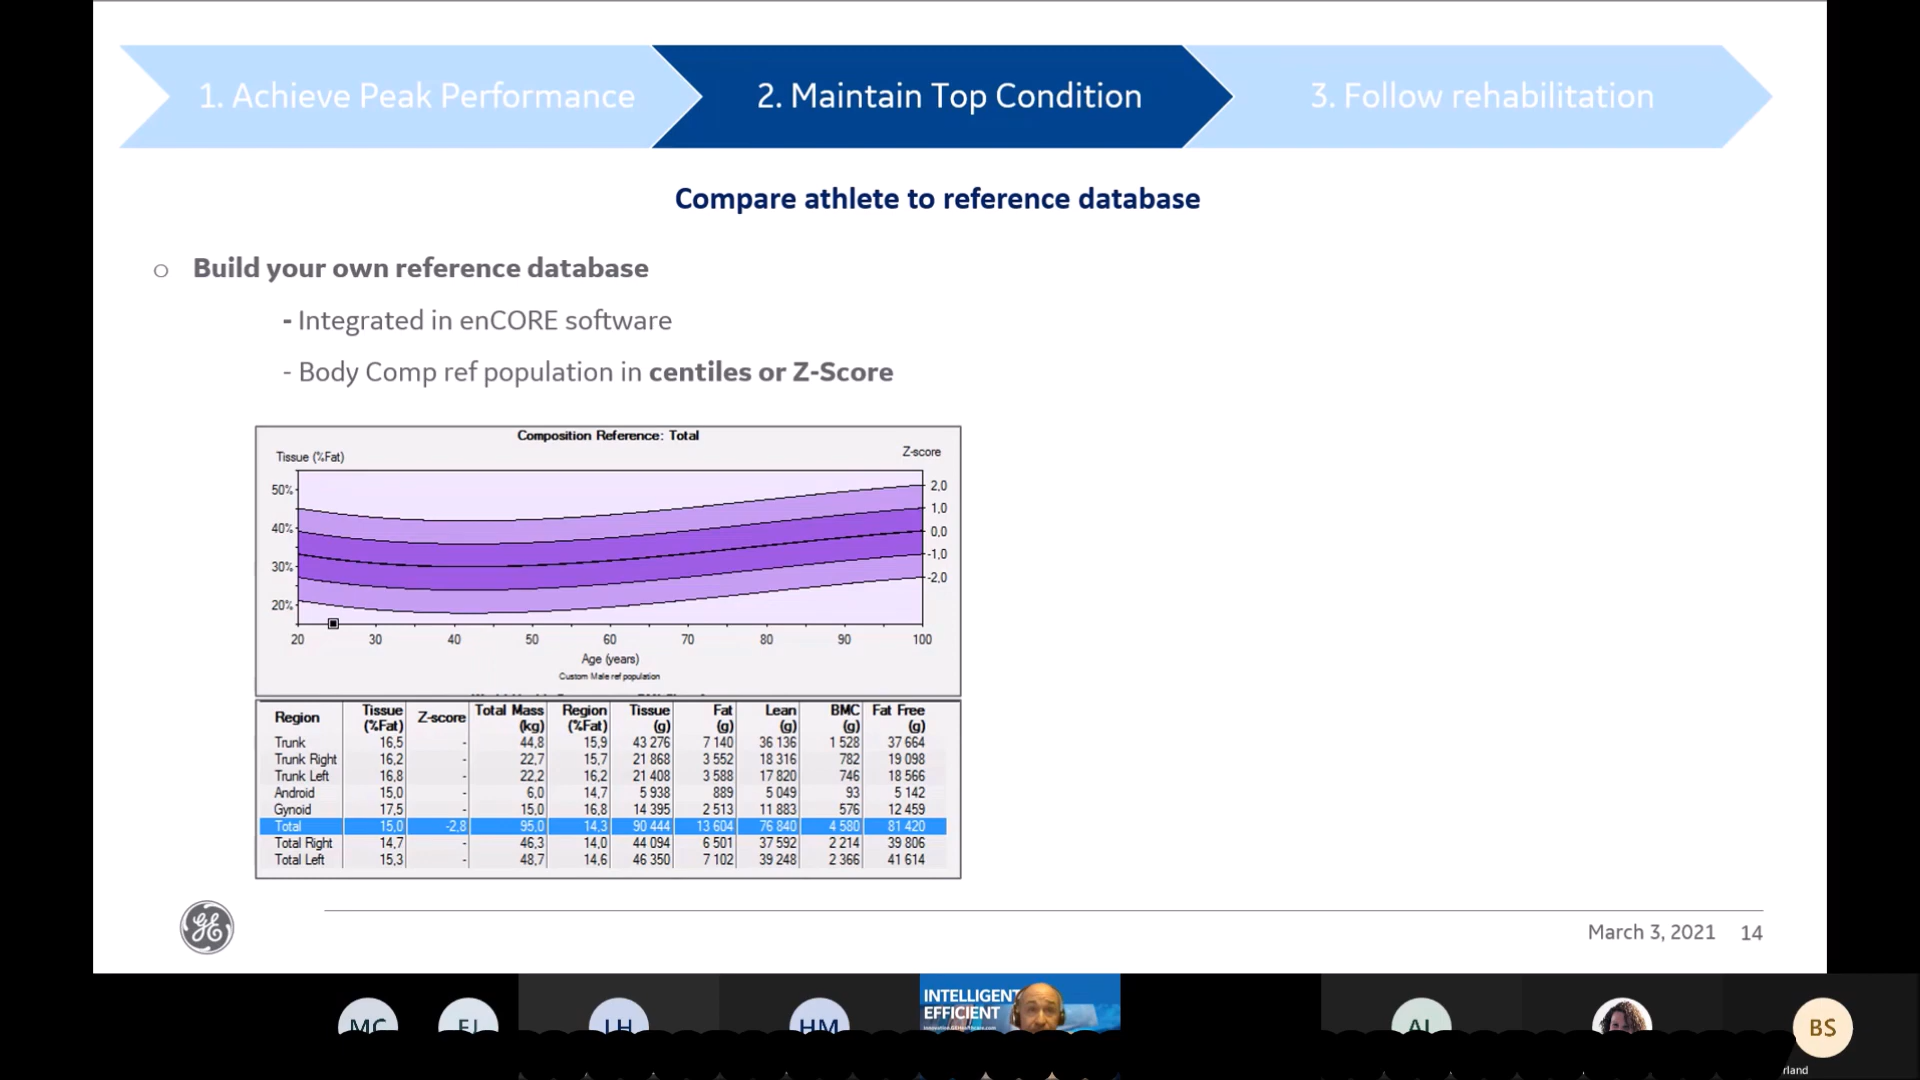 1. Achieve Peak Performance
2. Maintain Top Condition
3. Follow rehabilitation
Compare athlete to reference database
o Build your own reference database
- Integrated in enCORE software
- Body Comp ref population in centiles or Z-Score
Composition Reference: Total
Tissue (%Fat)
Z-score
50%
40%
30%
20%
2,0
1,0
0,0
-1,0
-2,0
20 30 40 50 60 70 80 90 100
Age (years)
Custom Male ref population
Region Tissue (%Fat) Z-score Total Mass (kg) Region (%Fat) Tissue (g) Fat (g) Lean (g) BMC (g) Fat Free (g)
Trunk 16,5 - 44,8 15,9 43 276 7 140 36 136 1 528 37 664
Trunk Right 16,2 - 22,7 15,7 21 868 3 552 18 316 782 19 098
Trunk Left 16,8 - 22,2 16,2 21 408 3 588 17 820 746 18 566
Android 15,0 - 6,0 14,7 5 938 889 5 049 93 5 142
Gynoid 17,5 - 15,0 16,8 14 395 2 513 11 883 576 12 459
Total 15,0 -2,8 95,0 14,3 90 444 13 604 76 840 4 580 81 420
Total Right 14,7 - 46,3 14,0 44 094 6 501 37 592 2 214 39 806
Total Left 15,3 - 48,7 14,6 46 350 7 102 39 248 2 366 41 614
GE
March 3, 2021 14
MC
LH
HM
INTELLIGENT
EFFICIENT
BS
rland